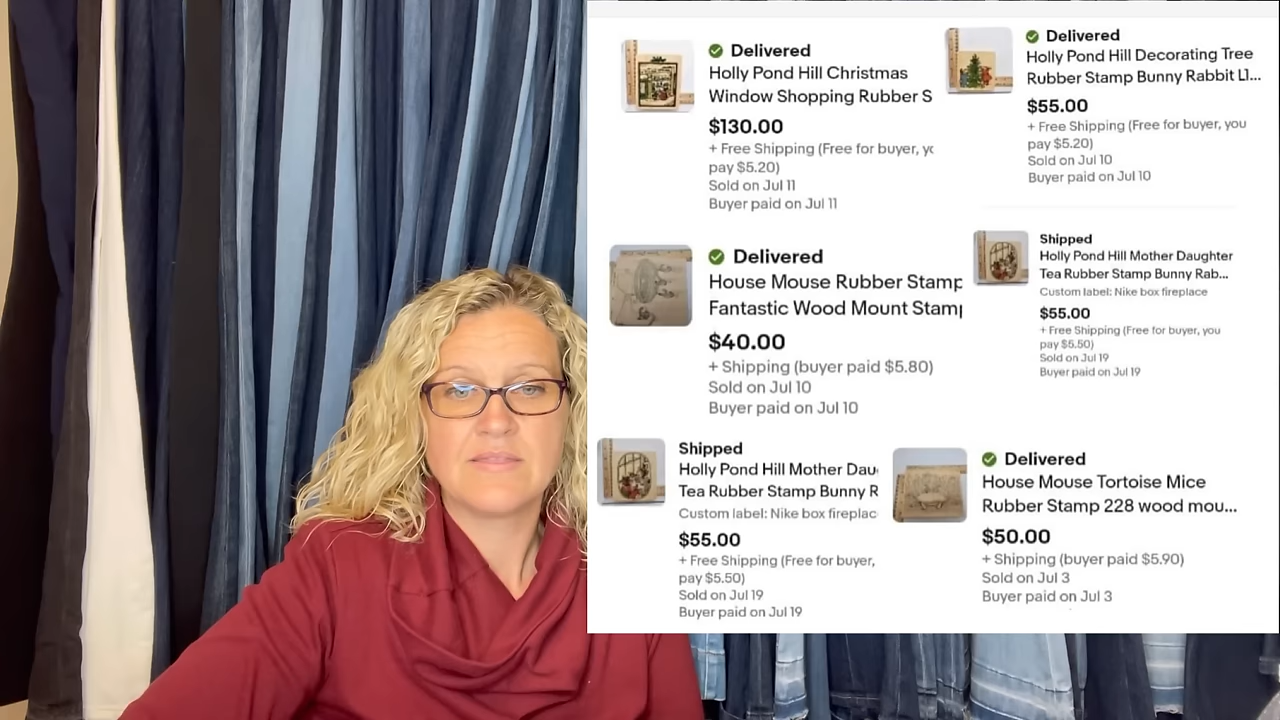 Delivered
Holly Pond Hill Christmas
Window Shopping Rubber S
$130.00
+ Free Shipping (Free for buyer, yo
pay $5.20)
Sold on Jul 11
Buyer paid on Jul 11
Delivered
Holly Pond Hill Decorating Tree
Rubber Stamp Bunny Rabbit L1...
$55.00
+ Free Shipping (Free for buyer, you
pay $5.20)
Sold on Jul 10
Buyer paid on Jul 10
Delivered
House Mouse Rubber Stamp
Fantastic Wood Mount Stamp
$40.00
+ Shipping (buyer paid $5.80)
Sold on Jul 10
Buyer paid on Jul 10
Shipped
Holly Pond Hill Mother Daughter
Tea Rubber Stamp Bunny Rab...
Custom label: Nike box fireplace
$55.00
+ Free Shipping (Free for buyer, you
pay $5.50)
Sold on Jul 19
Buyer paid on Jul 19
Shipped
Holly Pond Hill Mother Dau
Tea Rubber Stamp Bunny R
Custom label: Nike box fireplac
$55.00
+ Free Shipping (Free for buyer,
pay $5.50)
Sold on Jul 19
Buyer paid on Jul 19
Delivered
House Mouse Tortoise Mice
Rubber Stamp 228 wood mou...
$50.00
+ Shipping (buyer paid $5.90)
Sold on Jul 3
Buyer paid on Jul 3